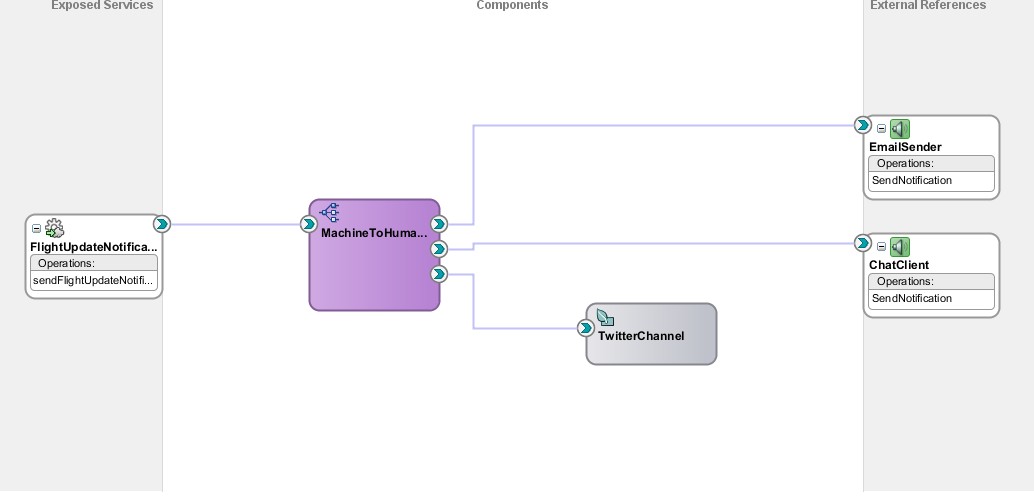 Exposed Services
Components
External References
FlightUpdateNotifica...
Operations:
sendFlightUpdateNotifi...
MachineToHuma...
TwitterChannel
EmailSender
Operations:
SendNotification
ChatClient
Operations:
SendNotification